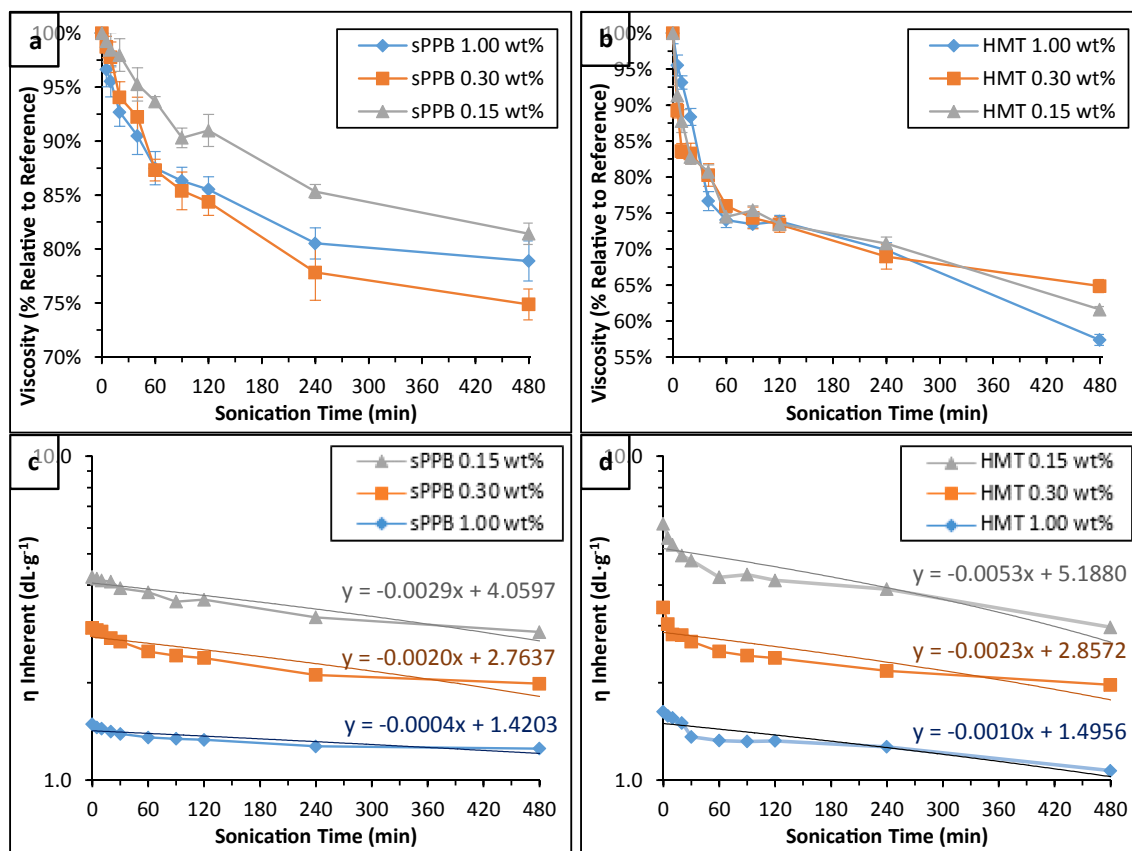 a
Viscosity (% Relative to Reference)
100%
95%
90%
85%
80%
75%
70%
sPPB 1.00 wt%
sPPB 0.30 wt%
sPPB 0.15 wt%
0 60 120 180 240 300 360 420 480
Sonication Time (min)
b
Viscosity (% Relative to Reference)
100%
95%
90%
85%
80%
75%
70%
65%
60%
55%
HMT 1.00 wt%
HMT 0.30 wt%
HMT 0.15 wt%
0 60 120 180 240 300 360 420 480
Sonication Time (min)
c
η Inherent (dL·g-1)
10.0
1.0
sPPB 0.15 wt%
sPPB 0.30 wt%
sPPB 1.00 wt%
y = -0.0029x + 4.0597
y = -0.0020x + 2.7637
y = -0.0004x + 1.4203
0 60 120 180 240 300 360 420 480
Sonication Time (min)
d
η Inherent (dL·g-1)
10.0
1.0
HMT 0.15 wt%
HMT 0.30 wt%
HMT 1.00 wt%
y = -0.0053x + 5.1880
y = -0.0023x + 2.8572
y = -0.0010x + 1.4956
0 60 120 180 240 300 360 420 480
Sonication Time (min)